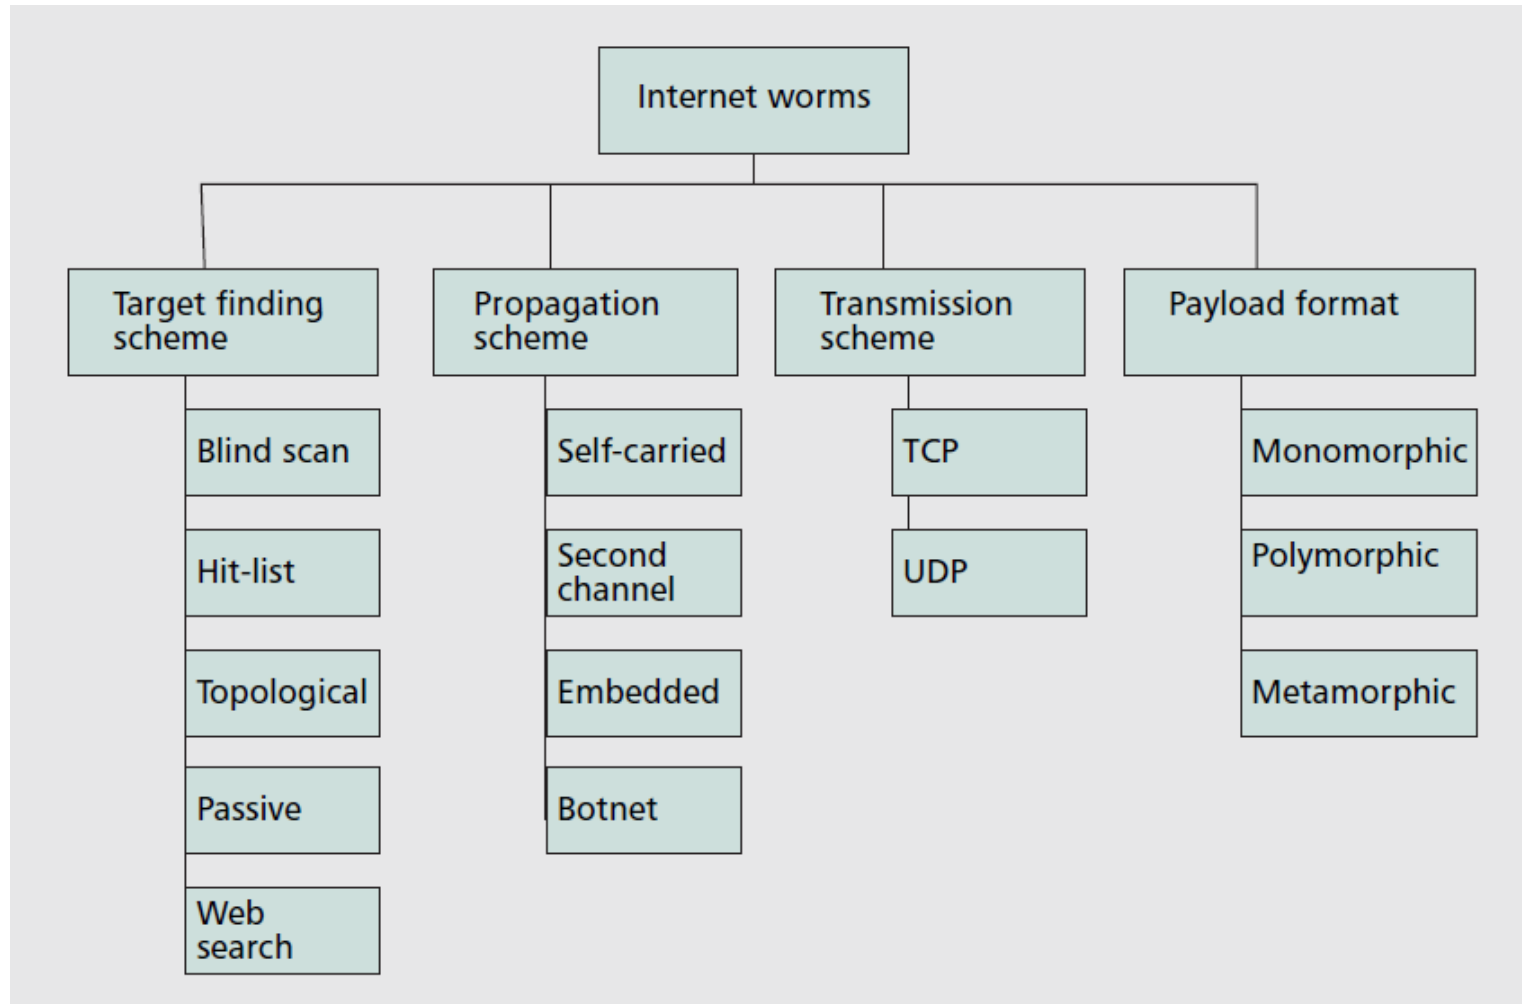 Internet worms
Target finding
scheme
Propagation
scheme
Transmission
scheme
Payload format
Blind scan
Hit-list
Topological
Passive
Web
search
Self-carried
Second
channel
Embedded
Botnet
TCP
UDP
Monomorphic
Polymorphic
Metamorphic